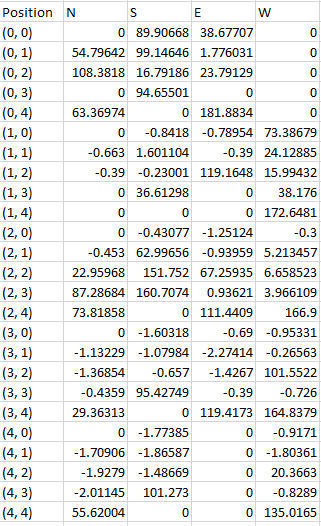 Position N S E W
(0, 0) 0 89.90668 38.67707 0
(0, 1) 54.79642 99.14646 1.776031 0
(0, 2) 108.3818 16.79186 23.79129 0
(0, 3) 0 94.65501 0 0
(0, 4) 63.36974 0 181.8834 0
(1, 0) 0 -0.8418 -0.78954 73.38679
(1, 1) -0.663 1.601104 -0.39 24.12885
(1, 2) -0.39 -0.23001 119.1648 15.99432
(1, 3) 0 36.61298 0 38.176
(1, 4) 0 0 0 172.6481
(2, 0) 0 -0.43077 -1.25124 -0.3
(2, 1) -0.453 62.99656 -0.93959 5.213457
(2, 2) 22.95968 151.752 67.25935 6.658523
(2, 3) 87.28684 160.7074 0.93621 3.966109
(2, 4) 73.81858 0 111.4409 166.9
(3, 0) 0 -1.60318 -0.69 -0.95331
(3, 1) -1.13229 -1.07984 -2.27414 -0.26563
(3, 2) -1.36854 -0.657 -1.4267 101.5522
(3, 3) -0.4359 95.42749 -0.39 -0.726
(3, 4) 29.36313 0 119.4173 164.8379
(4, 0) 0 -1.77385 0 -0.9171
(4, 1) -1.70906 -1.86587 0 -1.80361
(4, 2) -1.9279 -1.48669 0 20.3663
(4, 3) -2.01145 101.273 0 -0.8289
(4, 4) 55.62004 0 0 135.0165